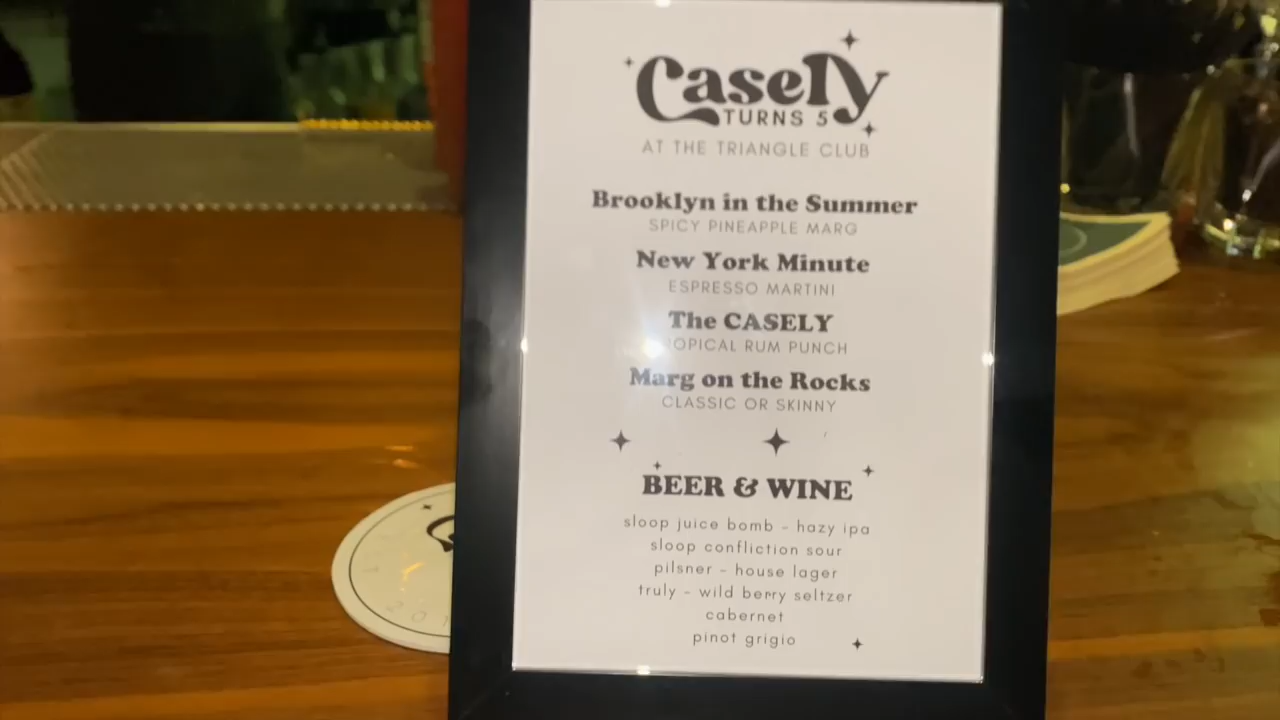 Casely
TURNS 5
AT THE TRIANGLE CLUB
Brooklyn in the Summer
SPICY PINEAPPLE MARG
New York Minute
ESPRESSO MARTINI
The CASELY
TROPICAL RUM PUNCH
Marg on the Rocks
CLASSIC OR SKINNY
BEER & WINE
sloop juice bomb - hazy ipa
sloop confliction sour
pilsner - house lager
truly - wild berry seltzer
cabernet
pinot grigio